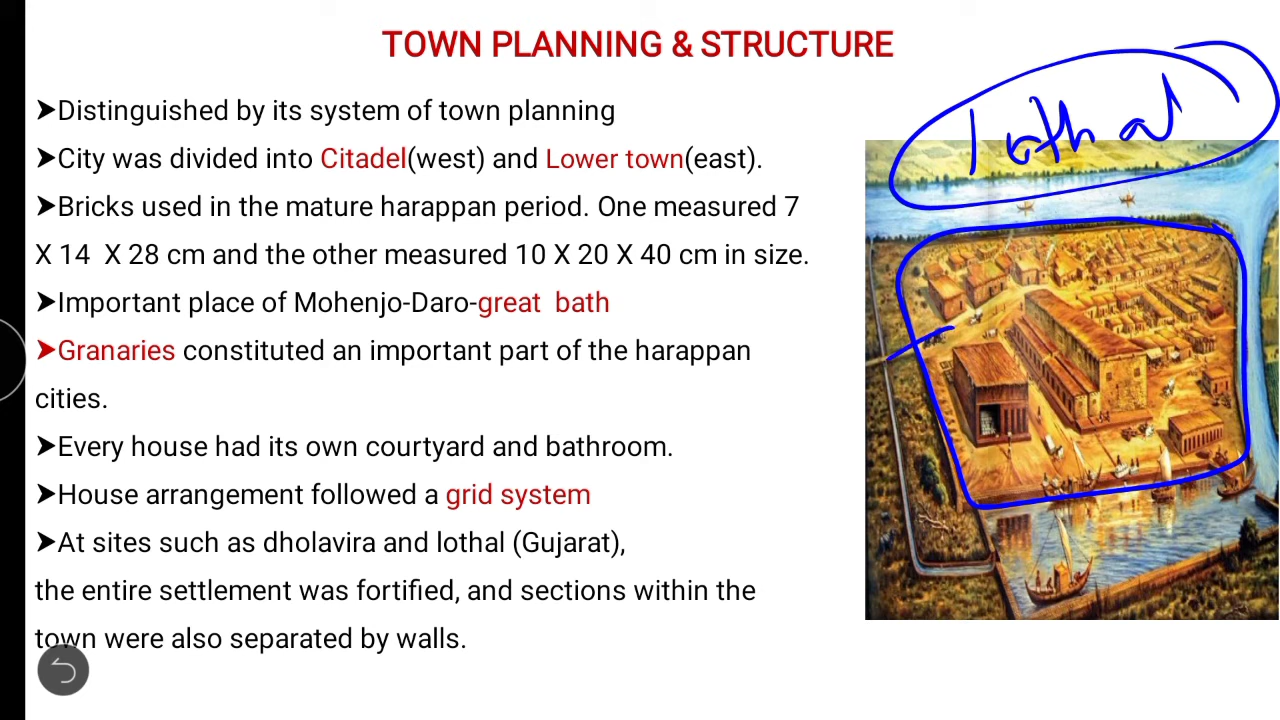 TOWN PLANNING & STRUCTURE
➤Distinguished by its system of town planning
➤City was divided into Citadel(west) and Lower town(east).
➤Bricks used in the mature harappan period. One measured 7
X 14 X 28 cm and the other measured 10 X 20 X 40 cm in size.
➤Important place of Mohenjo-Daro-great bath
➤Granaries constituted an important part of the harappan
cities.
➤Every house had its own courtyard and bathroom.
➤House arrangement followed a grid system
➤At sites such as dholavira and lothal (Gujarat),
the entire settlement was fortified, and sections within the
town were also separated by walls.
Lothal